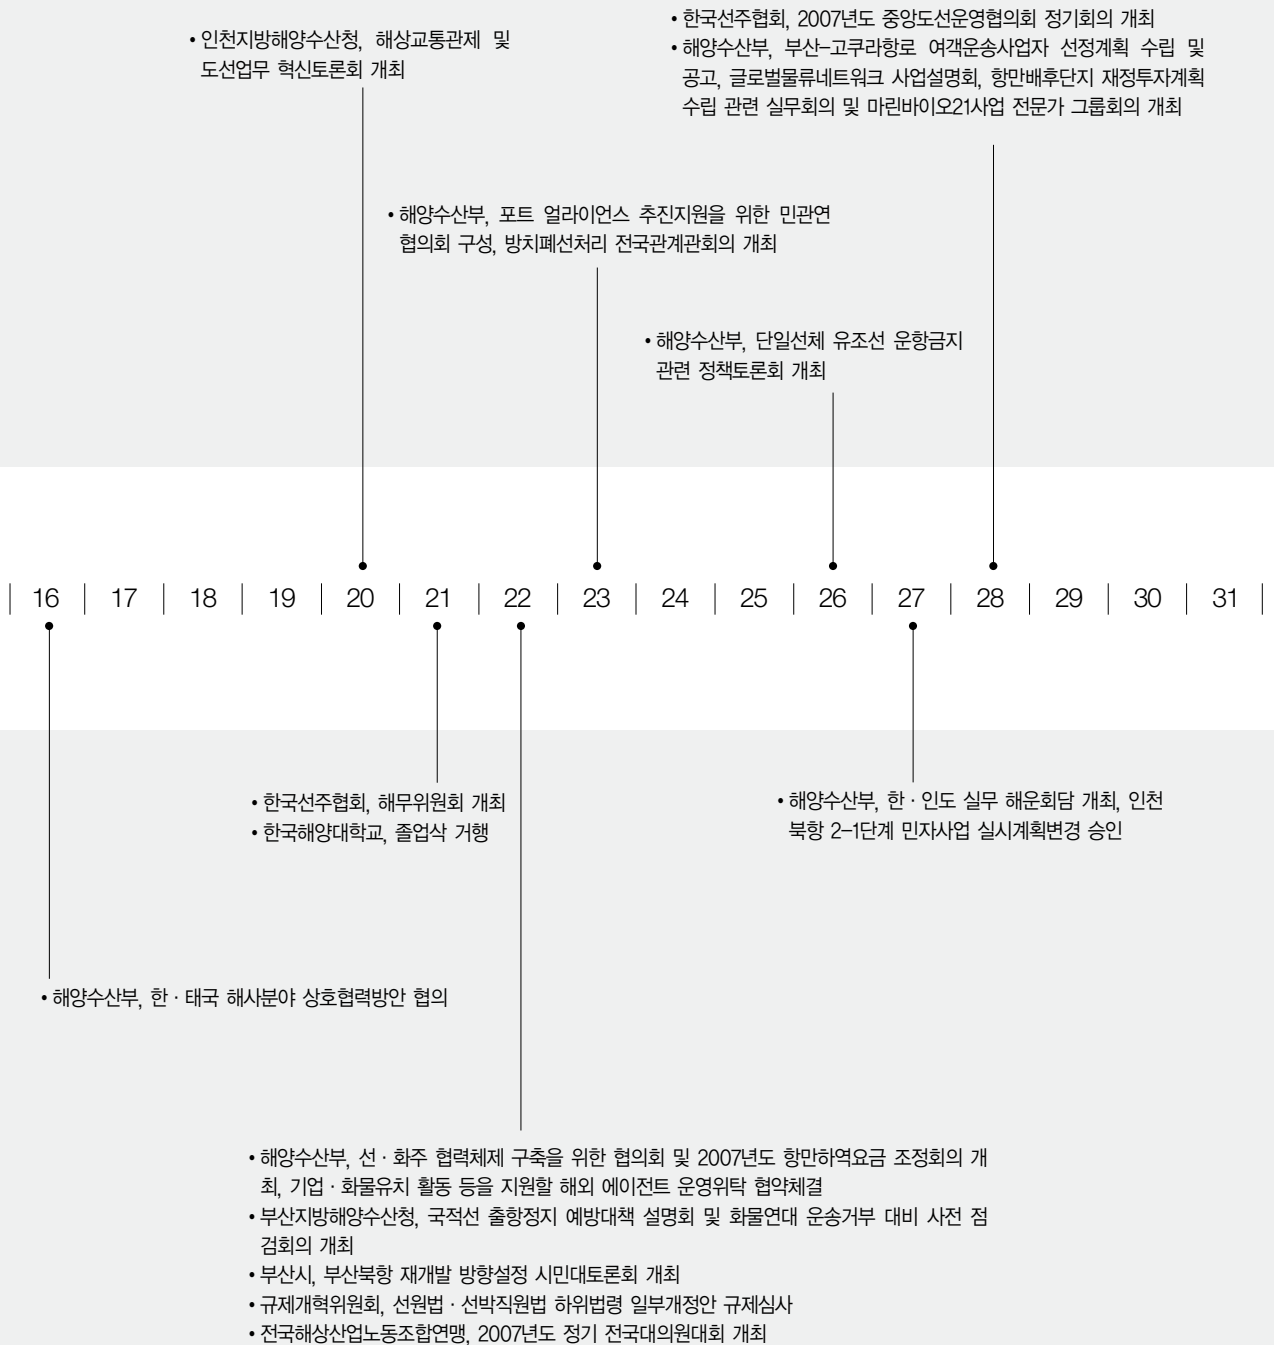 • 인천지방해양수산청, 해상교통관제 및
도선업무 혁신토론회 개최
• 한국선주협회, 2007년도 중앙도선운영협의회 정기회의 개최
• 해양수산부, 부산-고쿠라항로 여객운송사업자 선정계획 수립 및
공고, 글로벌물류네트워크 사업설명회, 항만배후단지 재정투자계획
수립 관련 실무회의 및 마린바이오21사업 전문가 그룹회의 개최
• 해양수산부, 포트 얼라이언스 추진지원을 위한 민관연
협의회 구성, 방치폐선처리 전국관계관회의 개최
• 해양수산부, 단일선체 유조선 운항금지
관련 정책토론회 개최
16 17 18 19 20 21 22 23 24 25 26 27 28 29 30 31
• 한국선주협회, 해무위원회 개최
• 한국해양대학교, 졸업삭 거행
• 해양수산부, 한 · 인도 실무 해운회담 개최, 인천
북항 2-1단계 민자사업 실시계획변경 승인
• 해양수산부, 한 · 태국 해사분야 상호협력방안 협의
• 해양수산부, 선 · 화주 협력체제 구축을 위한 협의회 및 2007년도 항만하역요금 조정회의 개
최, 기업 · 화물유치 활동 등을 지원할 해외 에이전트 운영위탁 협약체결
• 부산지방해양수산청, 국적선 출항정지 예방대책 설명회 및 화물연대 운송거부 대비 사전 점
검회의 개최
• 부산시, 부산북항 재개발 방향설정 시민대토론회 개최
• 규제개혁위원회, 선원법 · 선박직원법 하위법령 일부개정안 규제심사
• 전국해상산업노동조합연맹, 2007년도 정기 전국대의원대회 개최